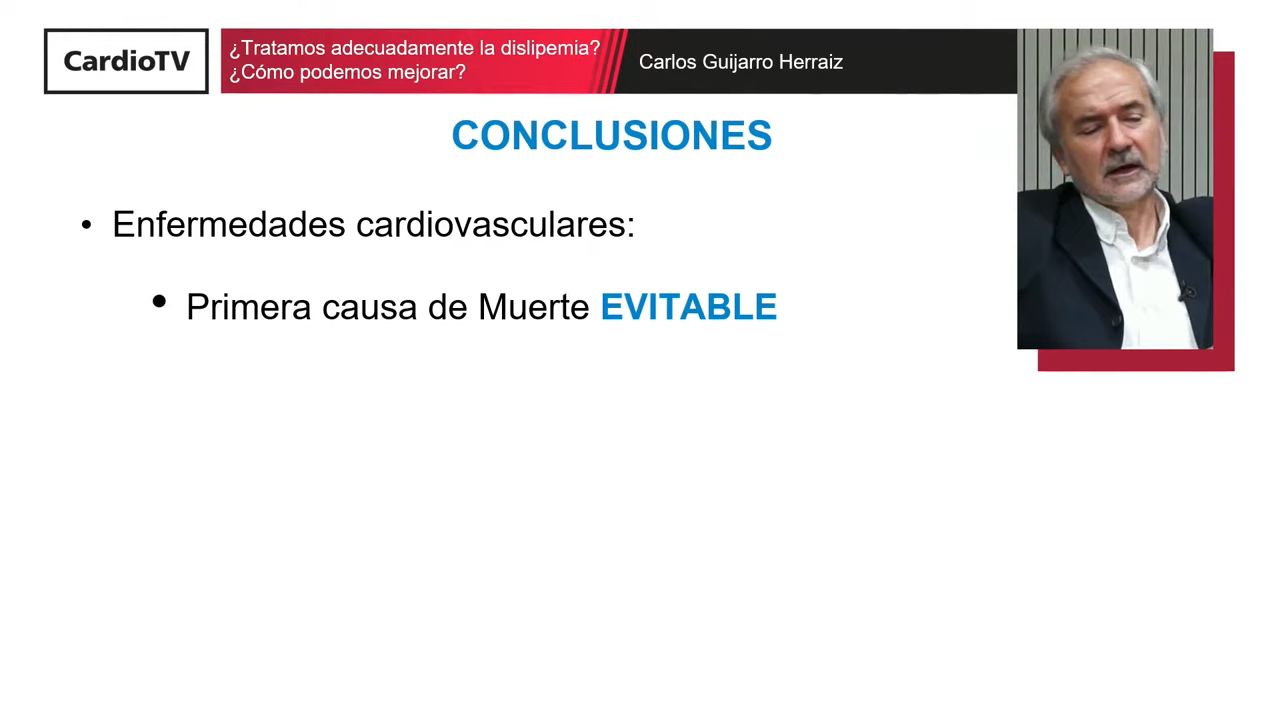 CardioTV
¿Tratamos adecuadamente la dislipemia?
¿Cómo podemos mejorar?
Carlos Guijarro Herraiz
CONCLUSIONES
• Enfermedades cardiovasculares:
• Primera causa de Muerte EVITABLE